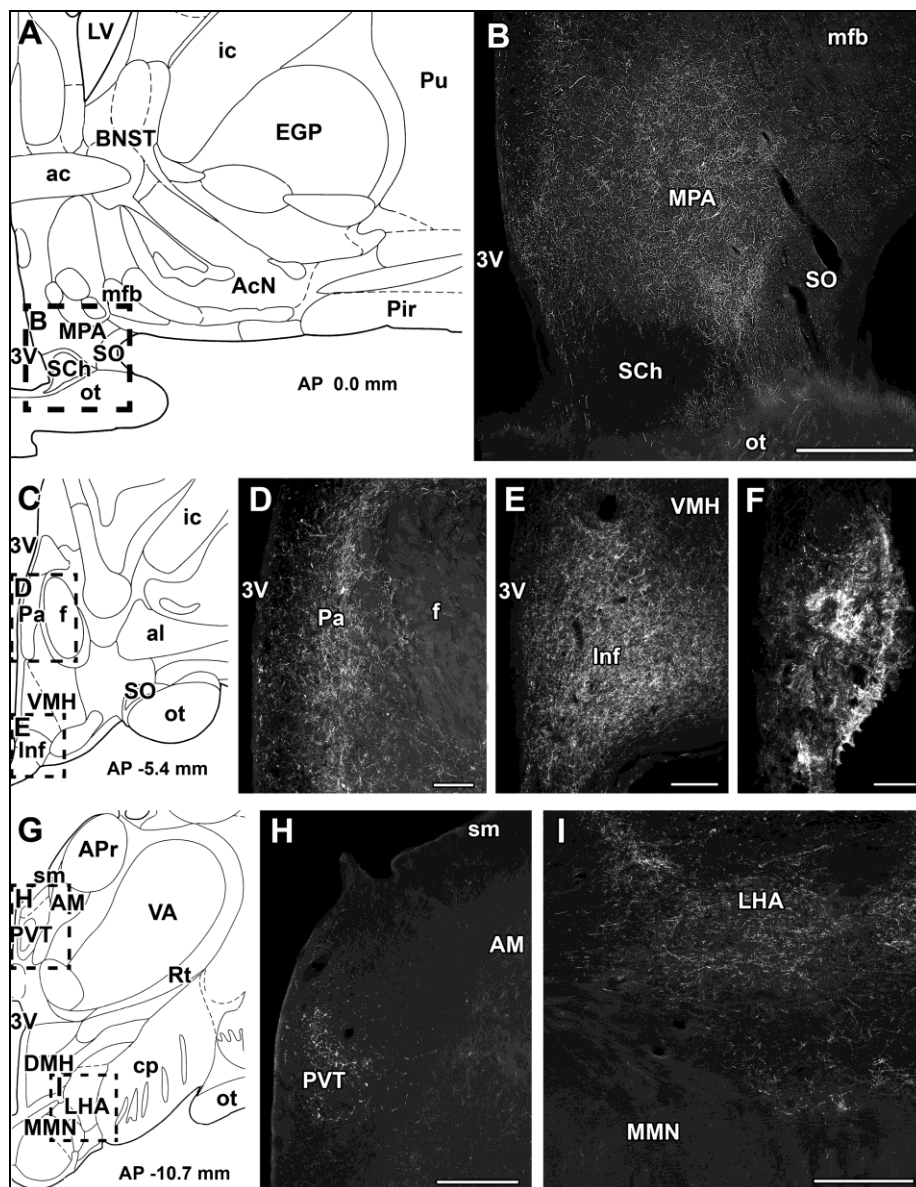 A
LV
ic
Pu
BNST
EGP
ac
AcN
mfb
Pir
B
MPA
3V
SO
SCh
ot
AP 0.0 mm
B
mfb
MPA
3V
SO
SCh
ot
C
ic
3V
D
Pa
f
al
SO
VMH
ot
E
Inf
AP -5.4 mm
D
3V
Pa
f
E
VMH
3V
Inf
F
G
APr
sm
H
AM
VA
PVT
Rt
3V
DMH
cp
I
LHA
ot
MMN
AP -10.7 mm
H
sm
AM
PVT
I
LHA
MMN